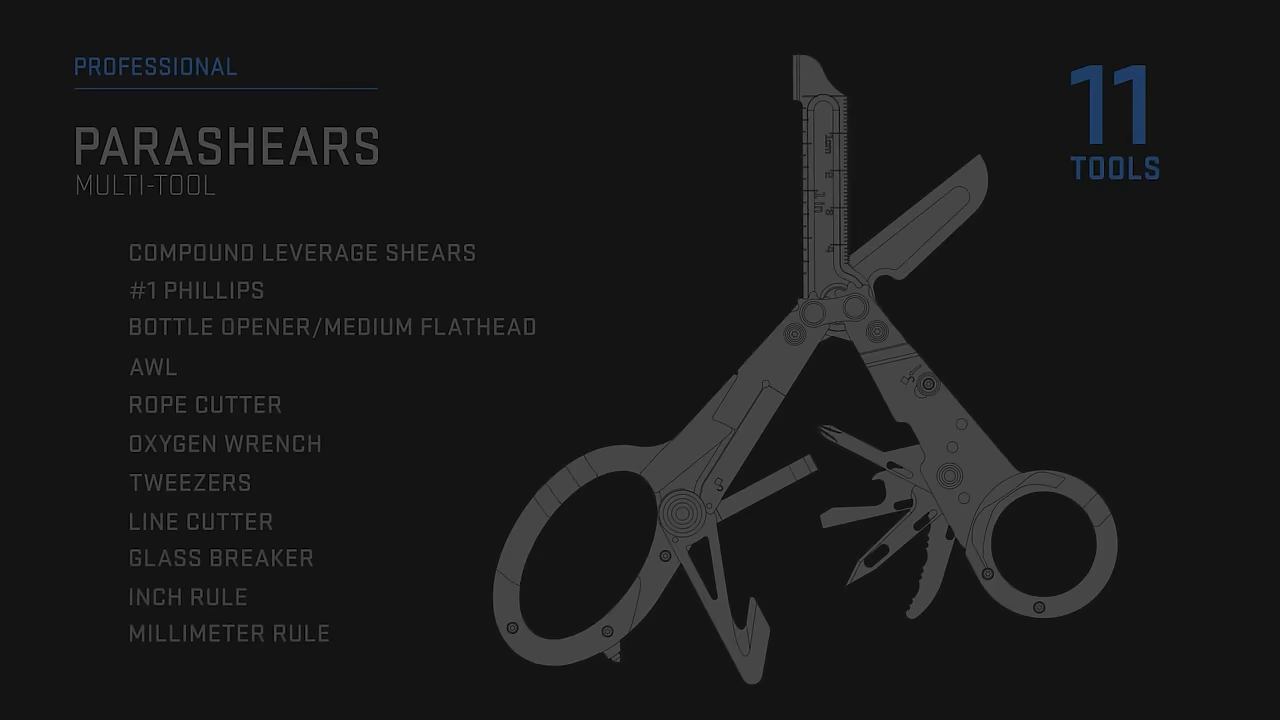 PROFESSIONAL
PARASHEARS
MULTI-TOOL
11
TOOLS
COMPOUND LEVERAGE SHEARS
#1 PHILLIPS
BOTTLE OPENER/MEDIUM FLATHEAD
AWL
ROPE CUTTER
OXYGEN WRENCH
TWEEZERS
LINE CUTTER
GLASS BREAKER
INCH RULE
MILLIMETER RULE